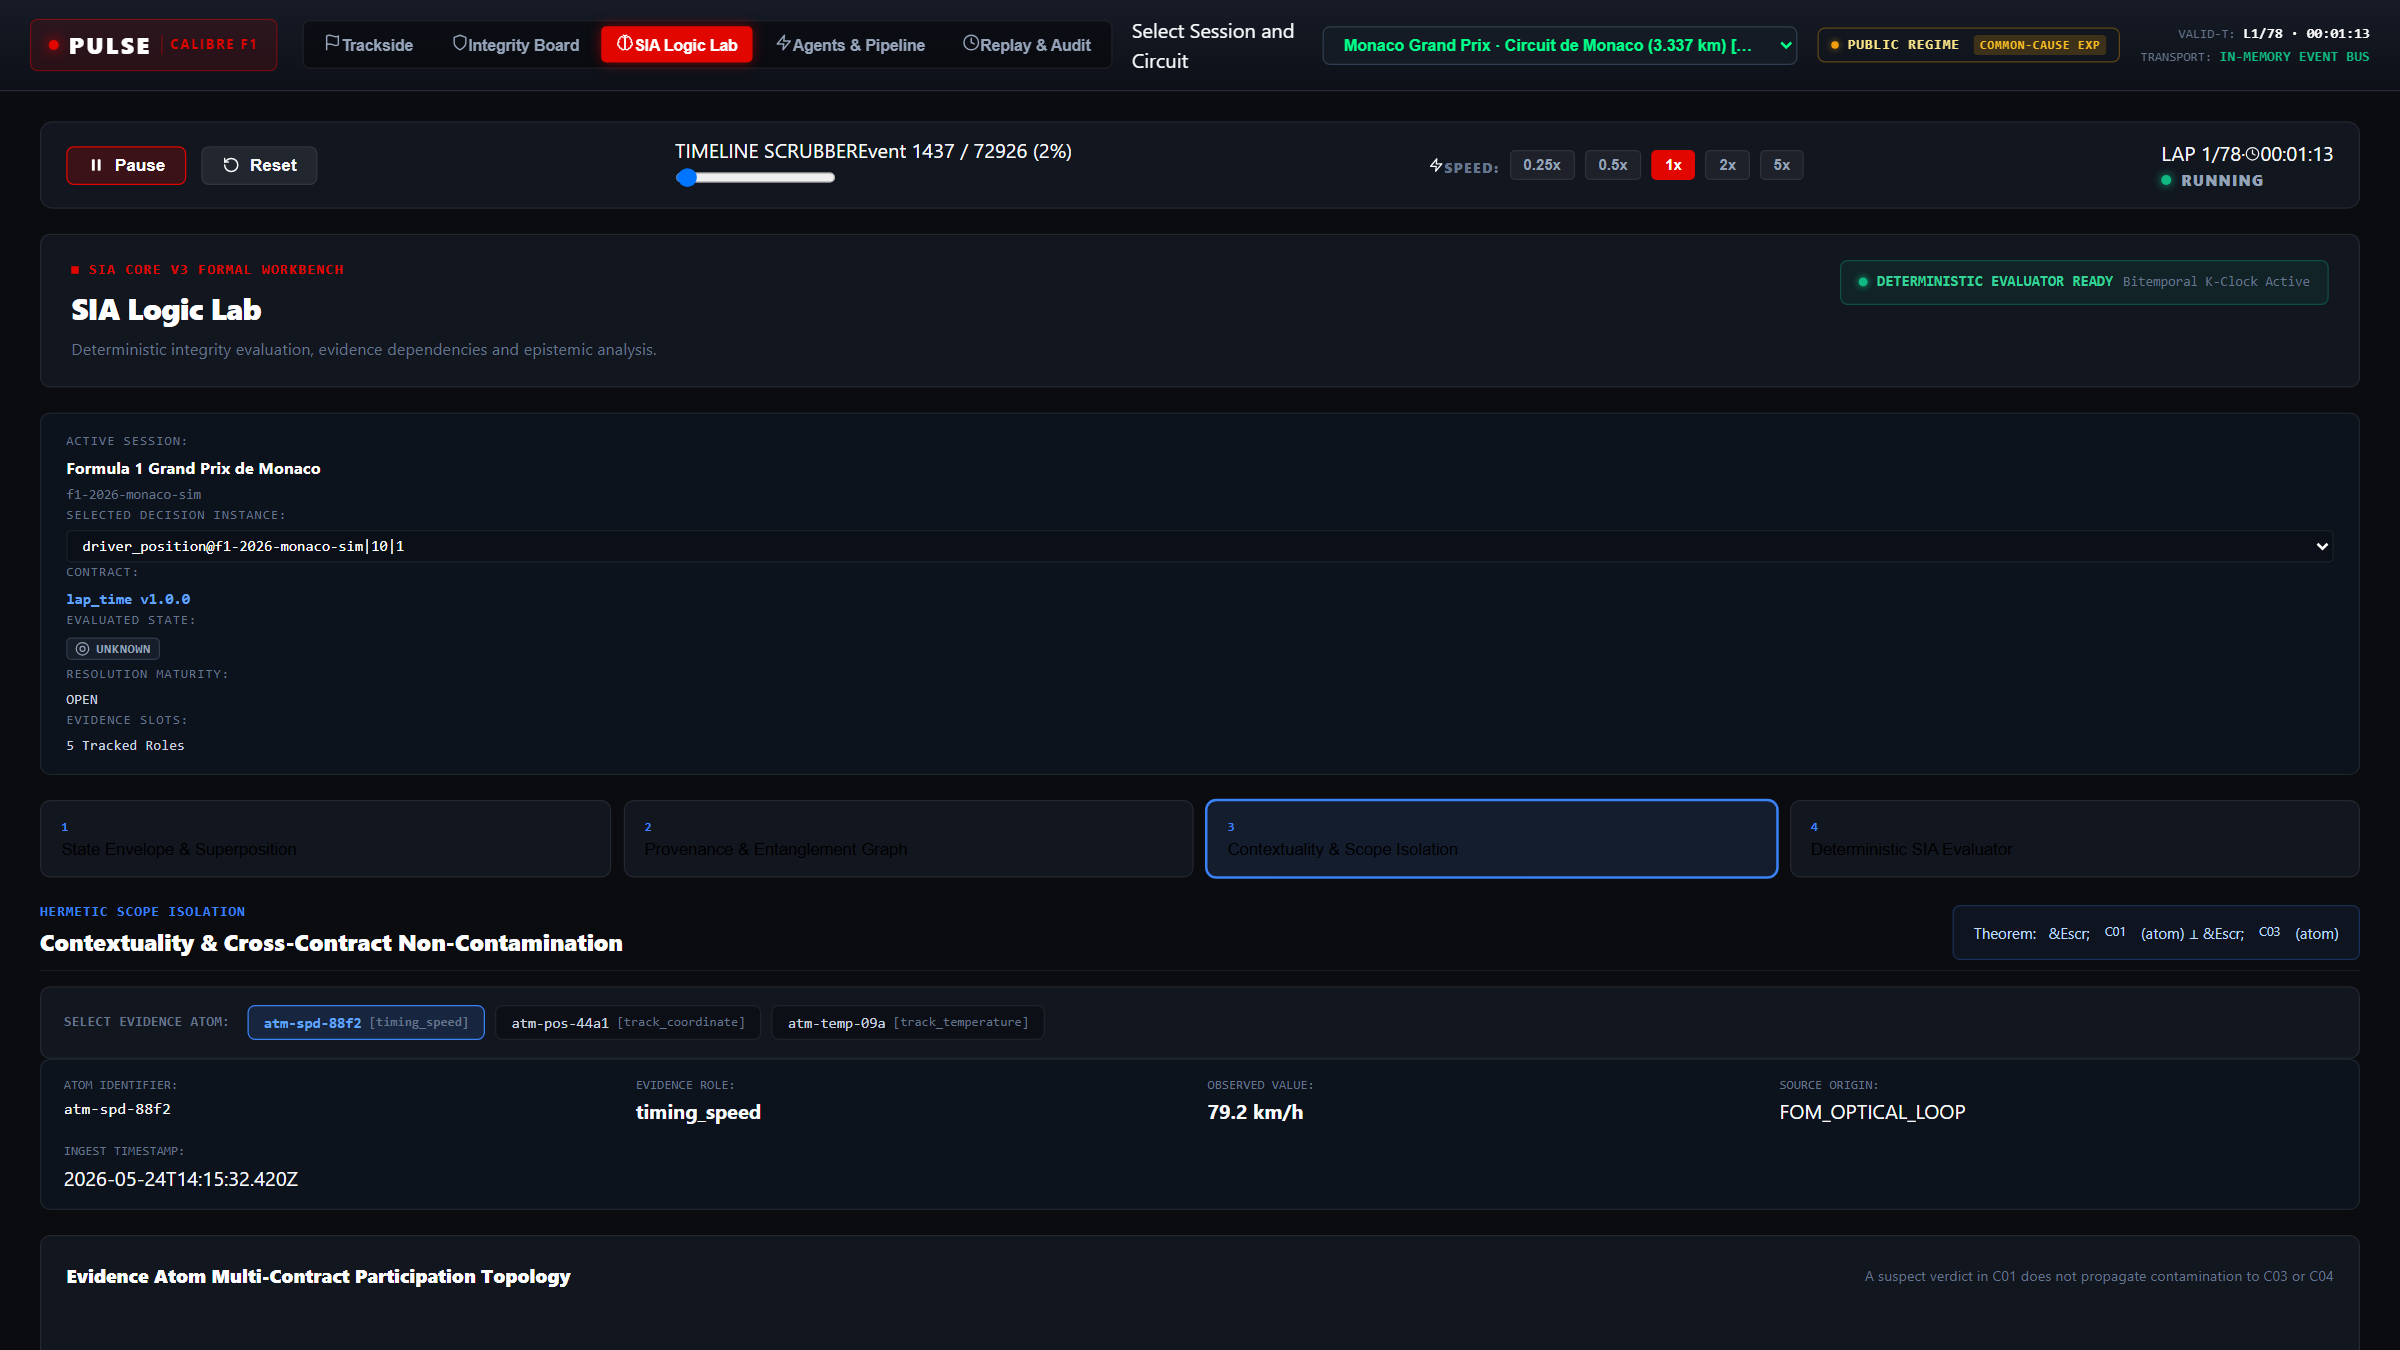 PULSE CALIBRE F1
Trackside
Integrity Board
SIA Logic Lab
Agents & Pipeline
Replay & Audit
Select Session and
Circuit
Monaco Grand Prix · Circuit de Monaco (3.337 km) [...
PUBLIC REGIME COMMON-CAUSE EXP
VALID-T: L1/78 • 00:01:13
TRANSPORT: IN-MEMORY EVENT BUS
Pause
Reset
TIMELINE SCRUBBEREvent 1437 / 72926 (2%)
SPEED: 0.25x 0.5x 1x 2x 5x
LAP 1/78·00:01:13
RUNNING
SIA CORE V3 FORMAL WORKBENCH
SIA Logic Lab
Deterministic integrity evaluation, evidence dependencies and epistemic analysis.
DETERMINISTIC EVALUATOR READY Bitemporal K-Clock Active
ACTIVE SESSION:
Formula 1 Grand Prix de Monaco
f1-2026-monaco-sim
SELECTED DECISION INSTANCE:
driver_position@f1-2026-monaco-sim|10|1
CONTRACT:
lap_time v1.0.0
EVALUATED STATE:
UNKNOWN
RESOLUTION MATURITY:
OPEN
EVIDENCE SLOTS:
5 Tracked Roles
1
State Envelope & Superposition
2
Provenance & Entanglement Graph
3
Contextuality & Scope Isolation
4
Deterministic SIA Evaluator
HERMETIC SCOPE ISOLATION
Contextuality & Cross-Contract Non-Contamination
Theorem: &Escr; C01 (atom) ⊥ &Escr; C03 (atom)
SELECT EVIDENCE ATOM: atm-spd-88f2 [timing_speed] atm-pos-44a1 [track_coordinate] atm-temp-09a [track_temperature]
ATOM IDENTIFIER:
atm-spd-88f2
EVIDENCE ROLE:
timing_speed
OBSERVED VALUE:
79.2 km/h
SOURCE ORIGIN:
FOM_OPTICAL_LOOP
INGEST TIMESTAMP:
2026-05-24T14:15:32.420Z
Evidence Atom Multi-Contract Participation Topology
A suspect verdict in C01 does not propagate contamination to C03 or C04